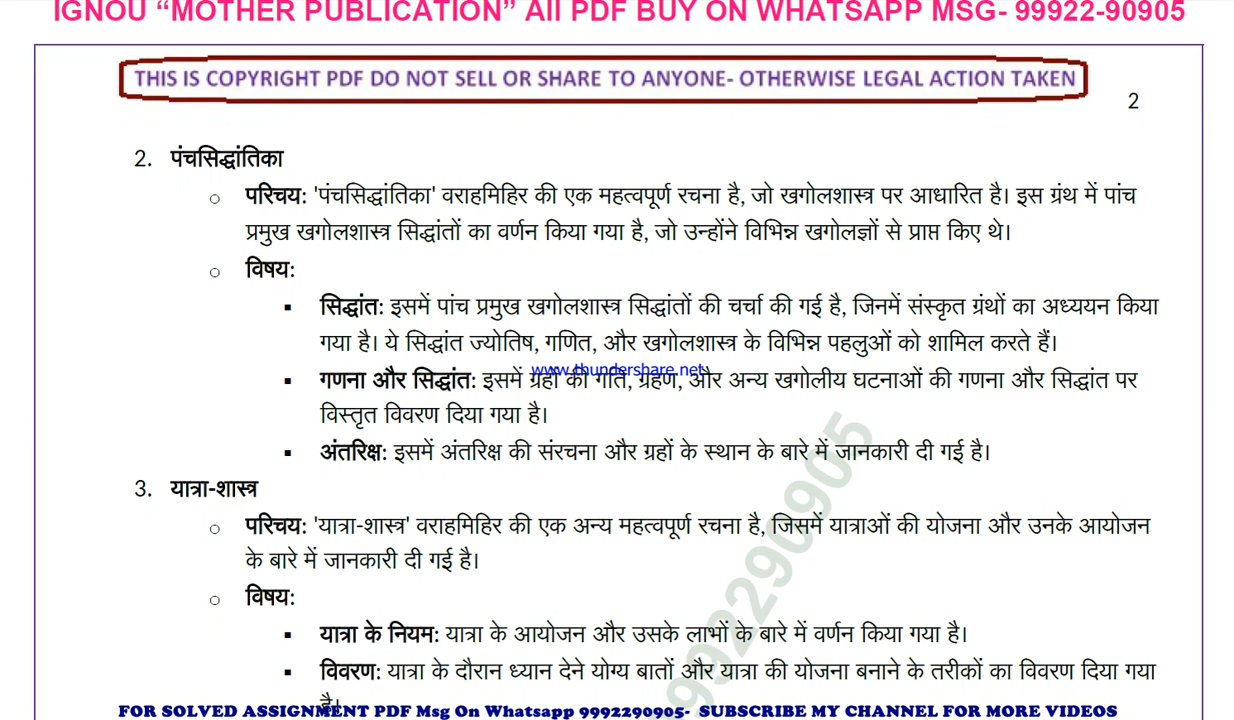 IGNOU “MOTHER PUBLICATION” All PDF BUY ON WHATSAPP MSG- 99922-90905
THIS IS COPYRIGHT PDF DO NOT SELL OR SHARE TO ANYONE- OTHERWISE LEGAL ACTION TAKEN
2
2. पंचसिद्धांतिका
○ परिचय: 'पंचसिद्धांतिका' वराहमिहिर की एक महत्वपूर्ण रचना है, जो खगोलशास्त्र पर आधारित है। इस ग्रंथ में पांच
प्रमुख खगोलशास्त्र सिद्धांतों का वर्णन किया गया है, जो उन्होंने विभिन्न खगोलज्ञों से प्राप्त किए थे।
○ विषय:
▪ सिद्धांत: इसमें पांच प्रमुख खगोलशास्त्र सिद्धांतों की चर्चा की गई है, जिनमें संस्कृत ग्रंथों का अध्ययन किया
गया है। ये सिद्धांत ज्योतिष, गणित, और खगोलशास्त्र के विभिन्न पहलुओं को शामिल करते हैं।
www.thundershare.net
▪ गणना और सिद्धांत: इसमें ग्रहों की गति, ग्रहण, और अन्य खगोलीय घटनाओं की गणना और सिद्धांत पर
विस्तृत विवरण दिया गया है।
▪ अंतरिक्ष: इसमें अंतरिक्ष की संरचना और ग्रहों के स्थान के बारे में जानकारी दी गई है।
3. यात्रा-शास्त्र
○ परिचय: 'यात्रा-शास्त्र' वराहमिहिर की एक अन्य महत्वपूर्ण रचना है, जिसमें यात्राओं की योजना और उनके आयोजन
के बारे में जानकारी दी गई है।
○ विषय:
▪ यात्रा के नियम: यात्रा के आयोजन और उसके लाभों के बारे में वर्णन किया गया है।
▪ विवरण: यात्रा के दौरान ध्यान देने योग्य बातों और यात्रा की योजना बनाने के तरीकों का विवरण दिया गया
है।
9992290905
FOR SOLVED ASSIGNMENT PDF Msg On Whatsapp 9992290905- SUBSCRIBE MY CHANNEL FOR MORE VIDEOS